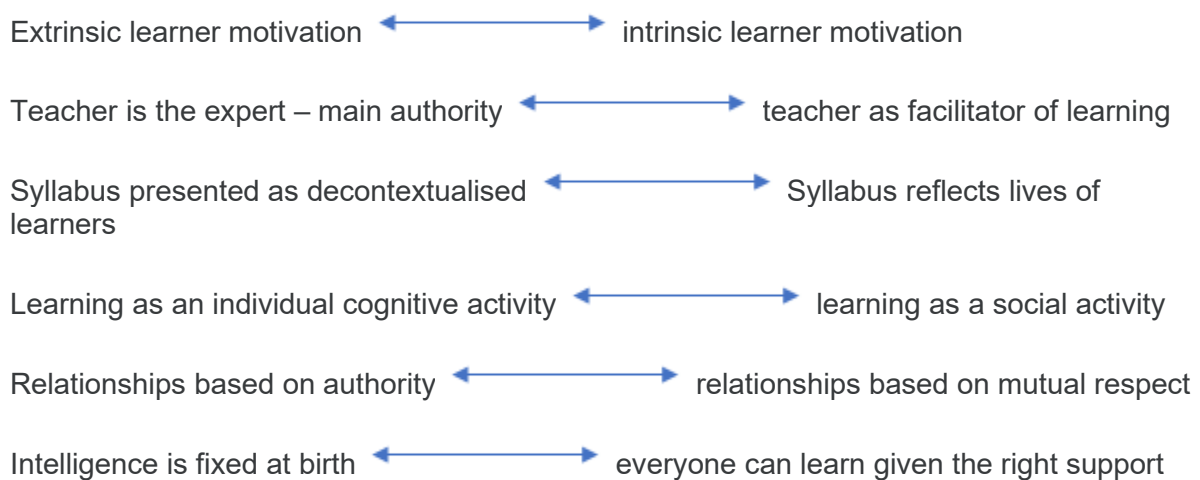 Extrinsic learner motivation intrinsic learner motivation
Teacher is the expert – main authority teacher as facilitator of learning
Syllabus presented as decontextualised Syllabus reflects lives of
learners
Learning as an individual cognitive activity learning as a social activity
Relationships based on authority relationships based on mutual respect
Intelligence is fixed at birth everyone can learn given the right support